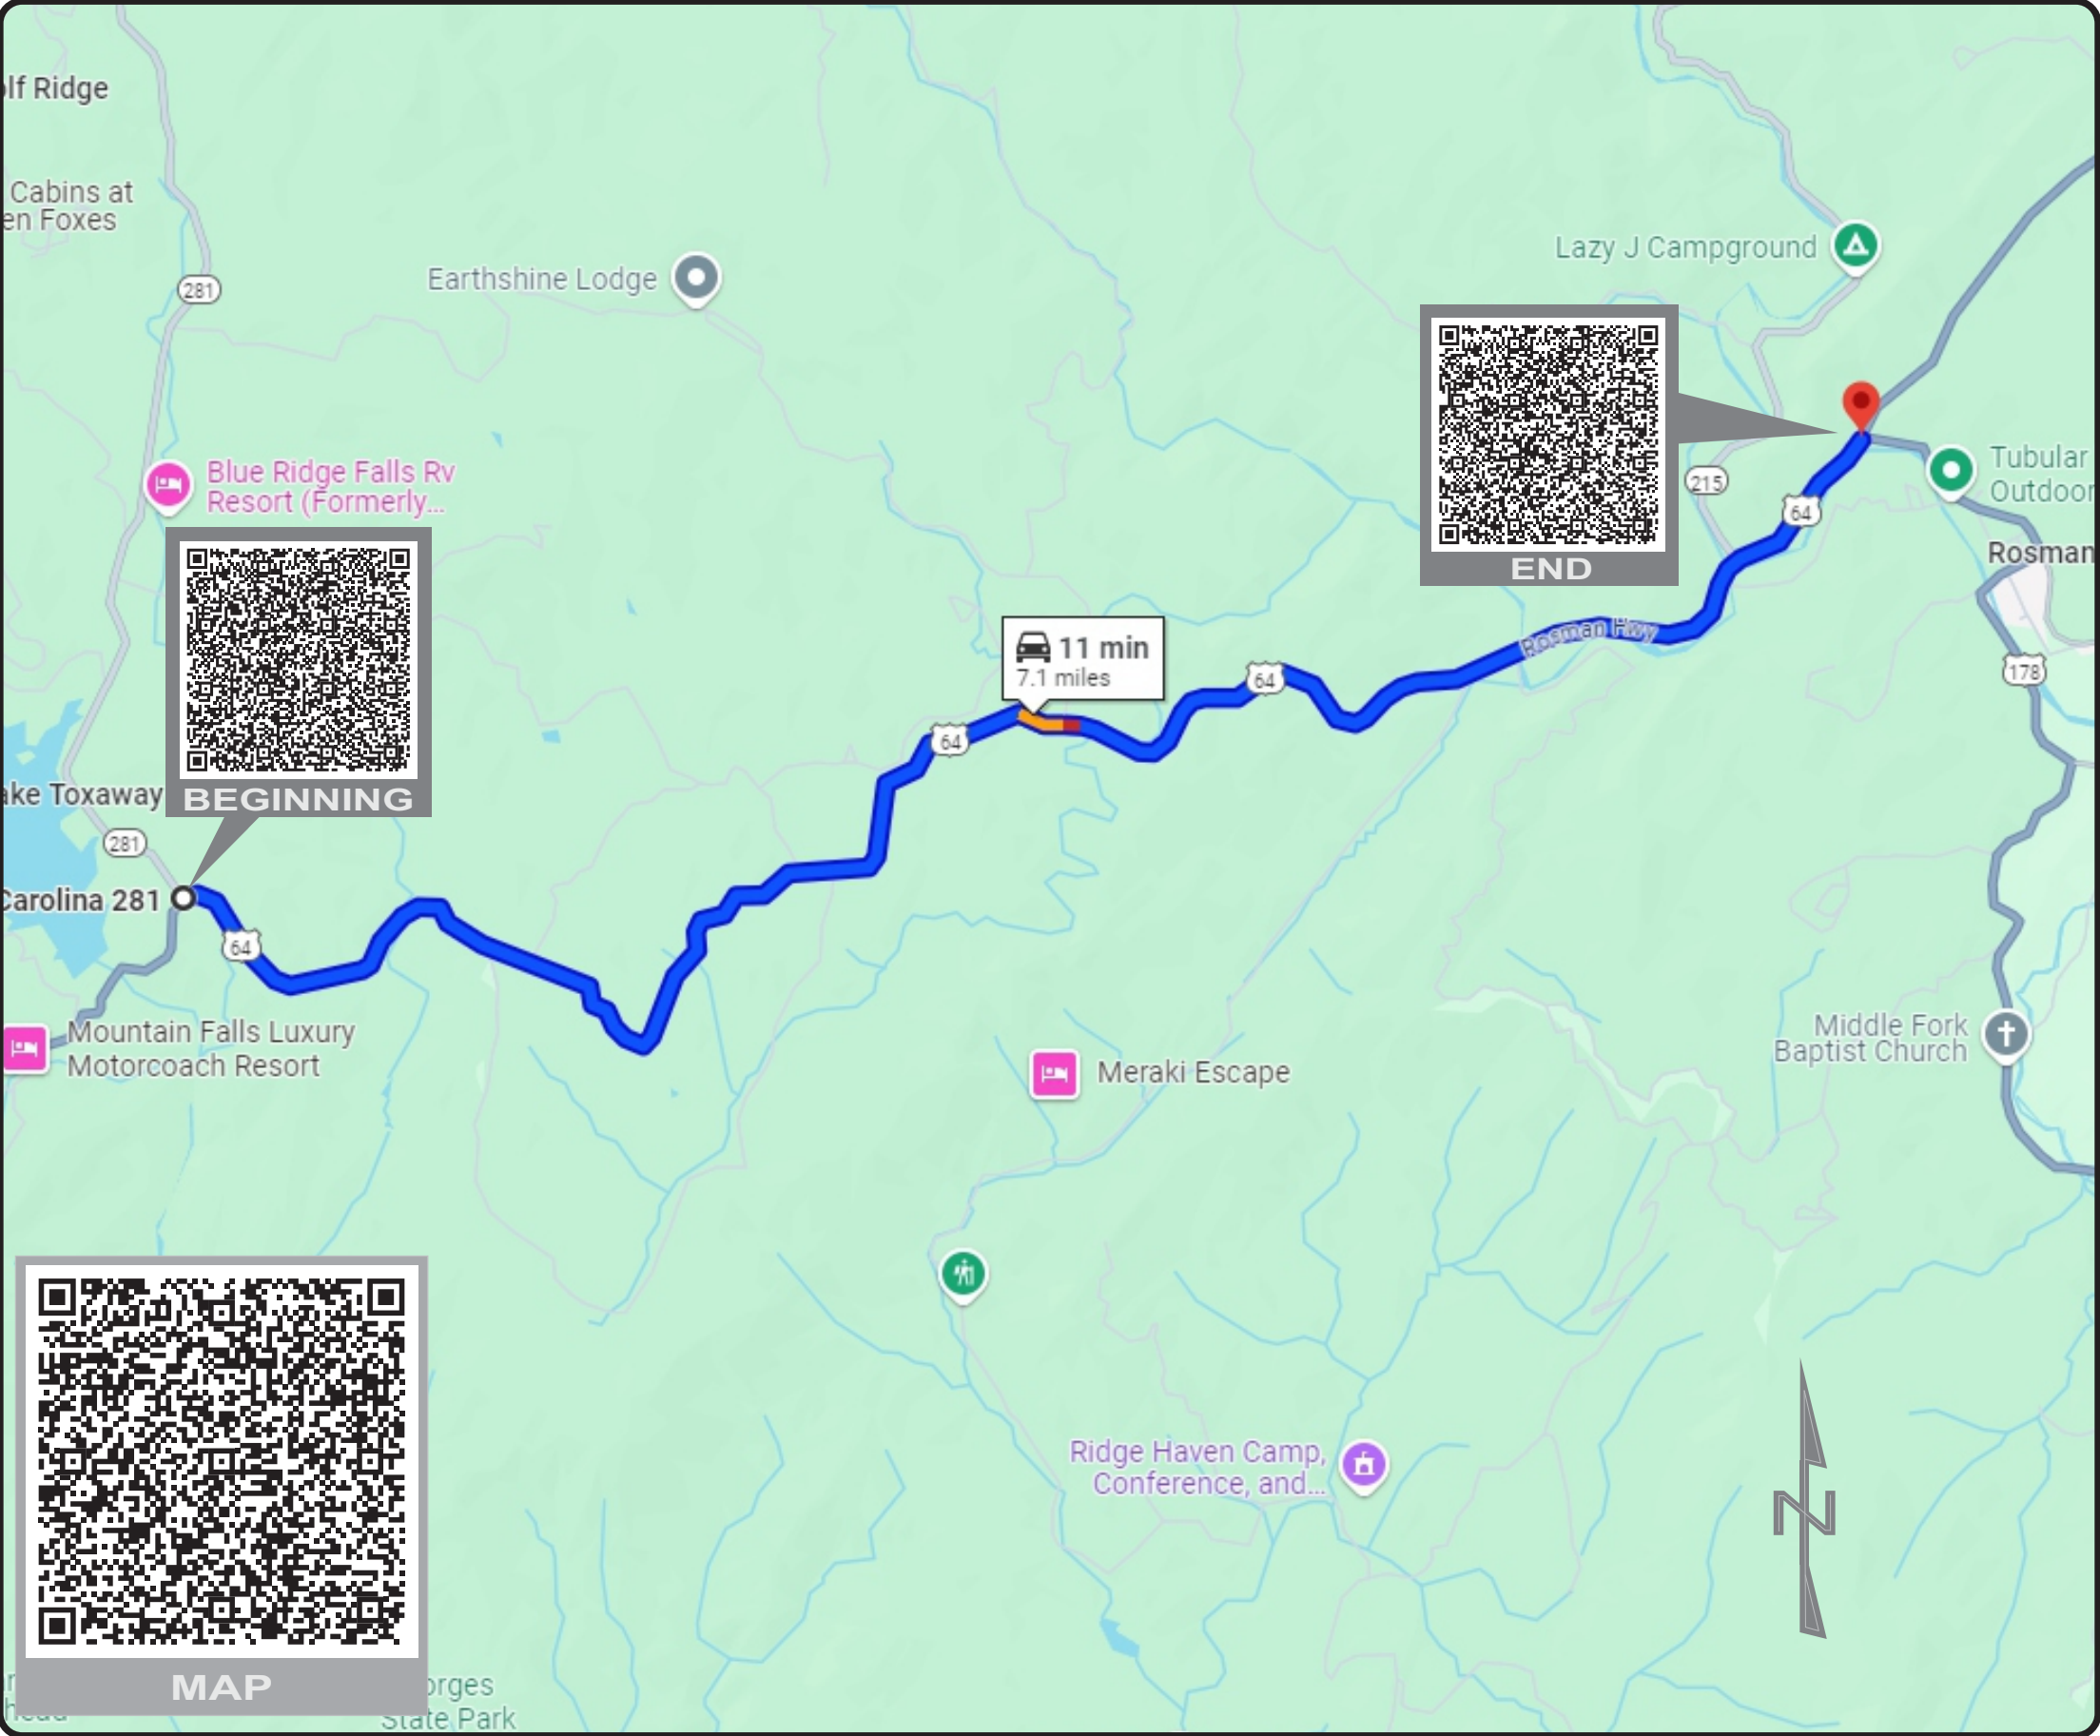 olf Ridge
Cabins at
en Foxes
281
Earthshine Lodge
Lazy J Campground
Blue Ridge Falls Rv
Resort (Formerly...
215
64
Tubular
Outdoor
END
Rosman
BEGINNING
11 min
7.1 miles
Rosman Hwy
64
178
64
ake Toxaway
281
Carolina 281
64
Mountain Falls Luxury
Motorcoach Resort
Meraki Escape
Middle Fork
Baptist Church
Ridge Haven Camp,
Conference, and...
N
MAP
orges
State Park